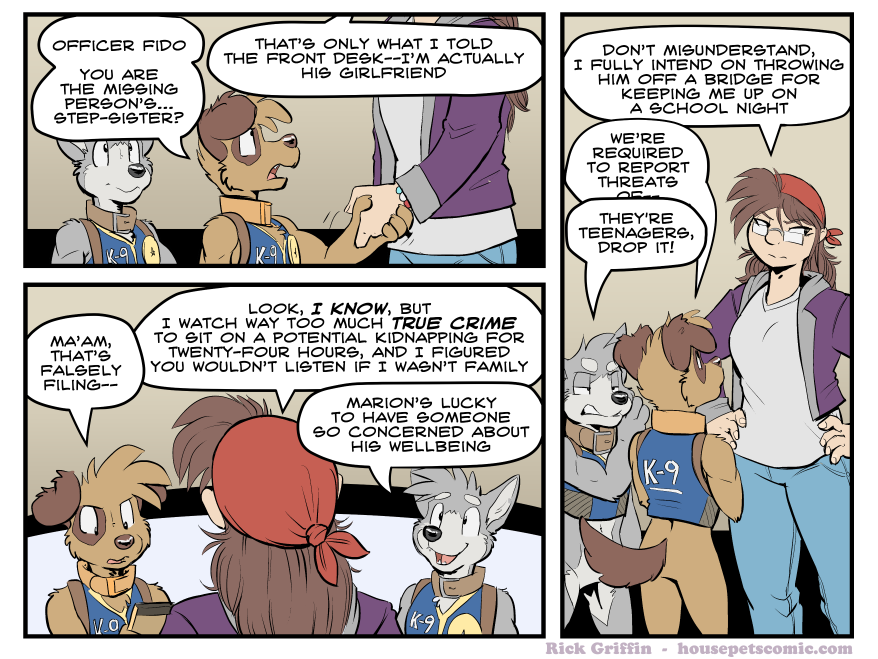 OFFICER FIDO
YOU ARE
THE MISSING
PERSON'S...
STEP-SISTER?
THAT'S ONLY WHAT I TOLD
THE FRONT DESK--I'M ACTUALLY
HIS GIRLFRIEND
K-9
K-9
LOOK, I KNOW, BUT
I WATCH WAY TOO MUCH TRUE CRIME
TO SIT ON A POTENTIAL KIDNAPPING FOR
TWENTY-FOUR HOURS, AND I FIGURED
YOU WOULDN'T LISTEN IF I WASN'T FAMILY
MA'AM,
THAT'S
FALSELY
FILING--
MARION'S LUCKY
TO HAVE SOMEONE
SO CONCERNED ABOUT
HIS WELLBEING
K-9
K-9
DON'T MISUNDERSTAND,
I FULLY INTEND ON THROWING
HIM OFF A BRIDGE FOR
KEEPING ME UP ON
A SCHOOL NIGHT
WE'RE
REQUIRED
TO REPORT
THREATS
OF--
THEY'RE
TEENAGERS,
DROP IT!
K-9
Rick Griffin - housepetscomic.com